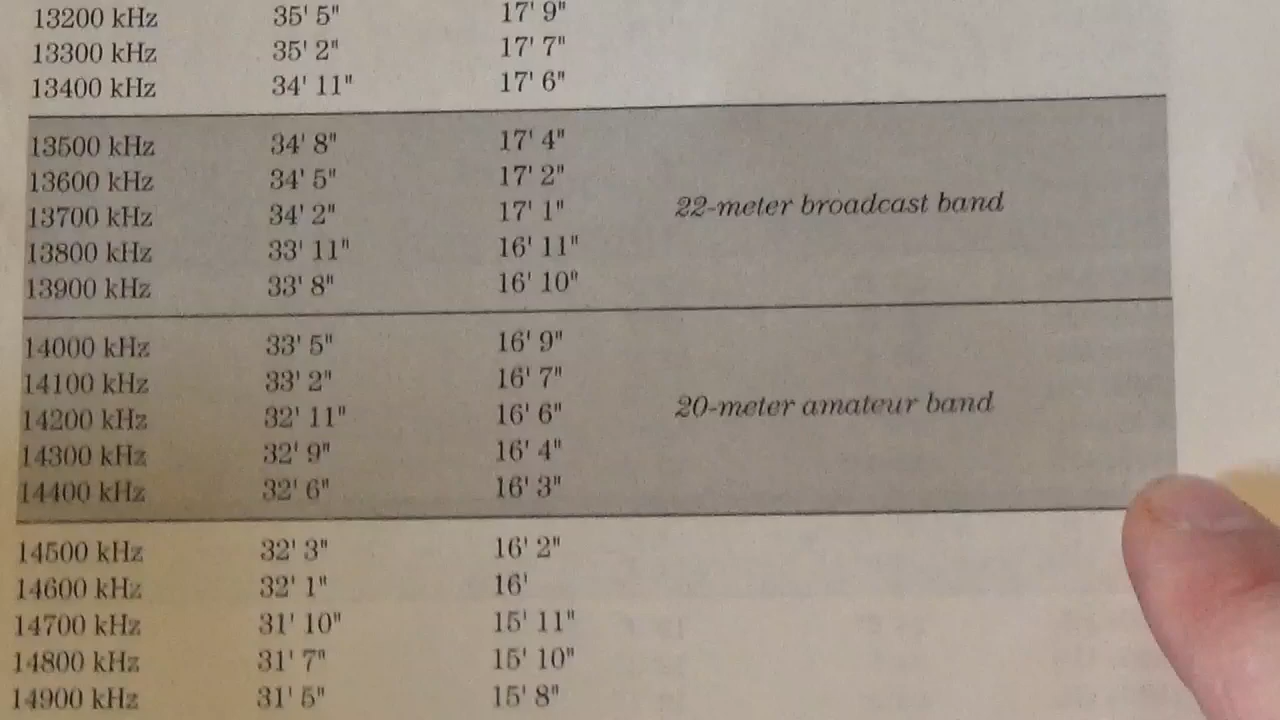 13200 kHz 35' 5" 17' 9"
13300 kHz 35' 2" 17' 7"
13400 kHz 34' 11" 17' 6"
13500 kHz 34' 8" 17' 4"
13600 kHz 34' 5" 17' 2"
22-meter broadcast band
13700 kHz 34' 2" 17' 1"
13800 kHz 33' 11" 16' 11"
13900 kHz 33' 8" 16' 10"
14000 kHz 33' 5" 16' 9"
14100 kHz 33' 2" 16' 7"
20-meter amateur band
14200 kHz 32' 11" 16' 6"
14300 kHz 32' 9" 16' 4"
14400 kHz 32' 6" 16' 3"
14500 kHz 32' 3" 16' 2"
14600 kHz 32' 1" 16'
14700 kHz 31' 10" 15' 11"
14800 kHz 31' 7" 15' 10"
14900 kHz 31' 5" 15' 8"